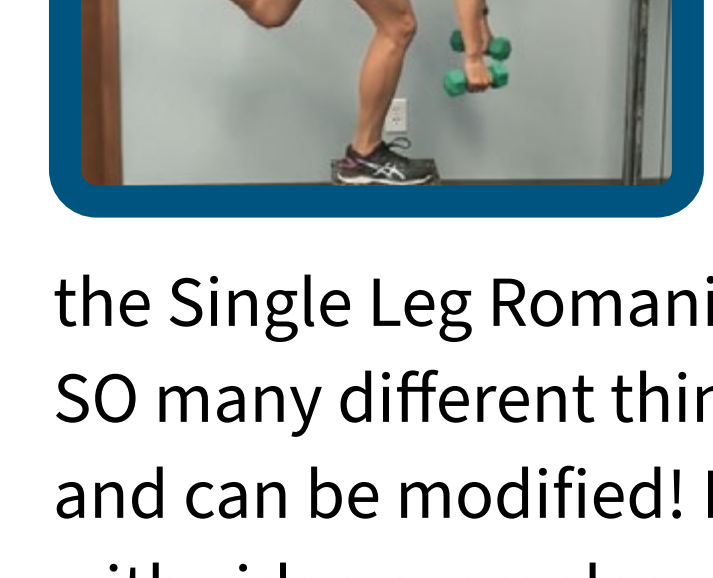 the Single Leg Romani
SO many different thin
and can be modified!